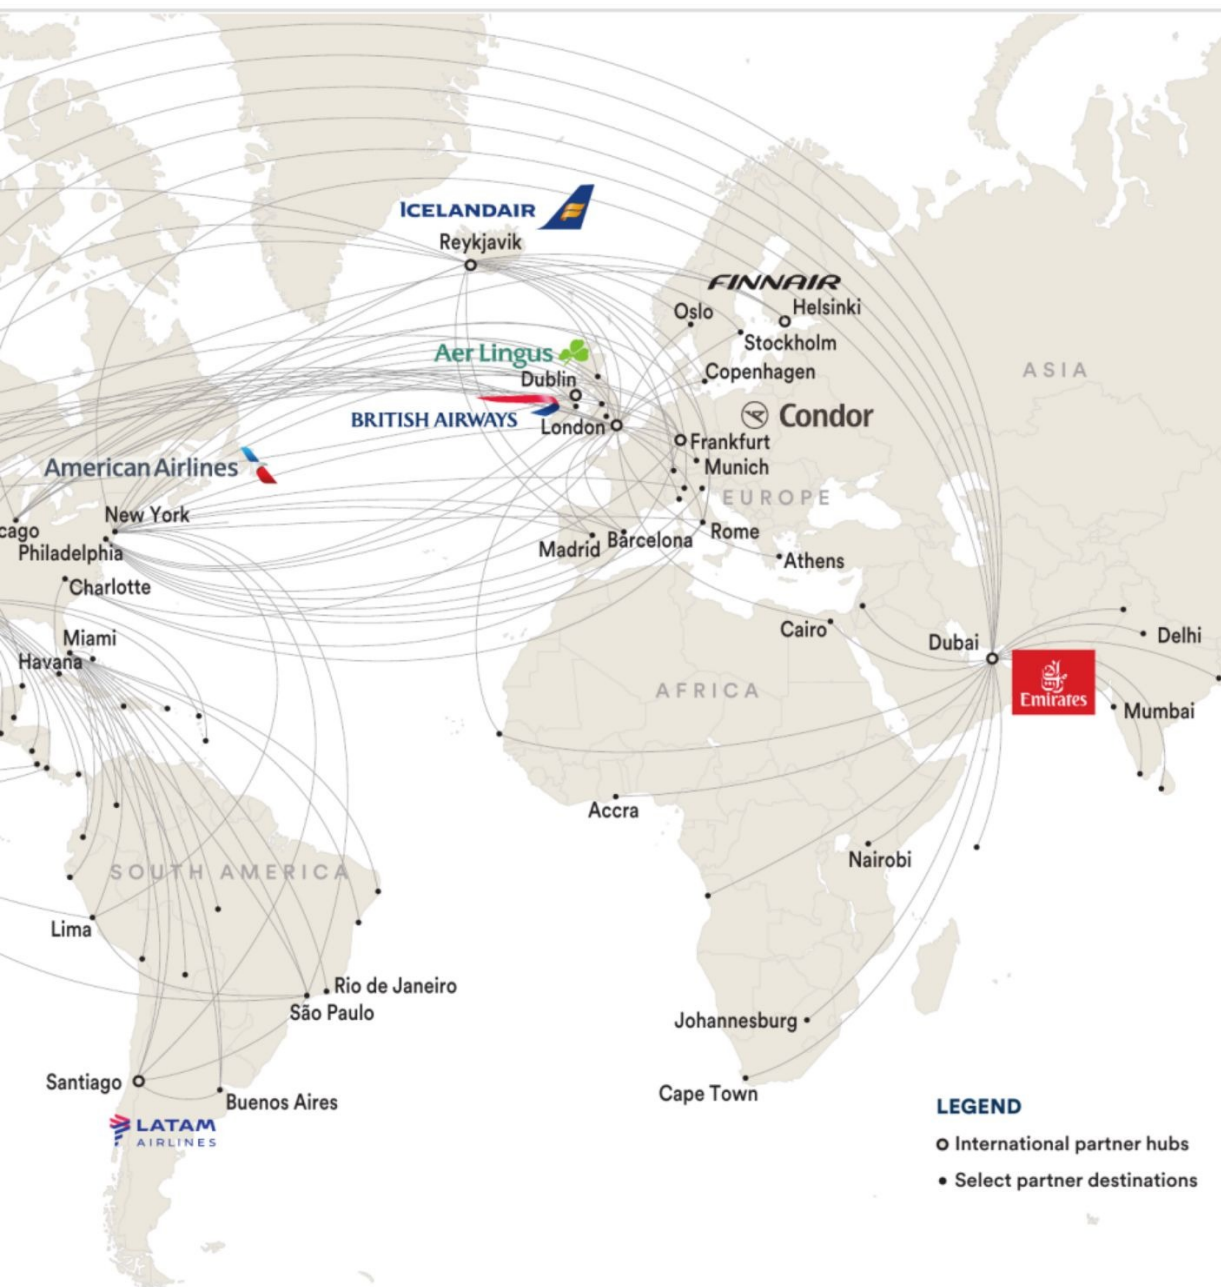 ICELANDAIR
Reykjavik
FINNAIR
Oslo
Helsinki
Stockholm
Aer Lingus
Copenhagen
Dublin
Condor
BRITISH AIRWAYS
London
Frankfurt
American Airlines
Munich
ASIA
EUROPE
New York
cago
Rome
Philadelphia
Madrid
Barcelona
Athens
Charlotte
Cairo
Miami
Dubai
Delhi
Havana
AFRICA
Emirates
Mumbai
Accra
Nairobi
SOUTH AMERICA
Lima
Rio de Janeiro
São Paulo
Johannesburg
Santiago
Cape Town
Buenos Aires
LATAM
AIRLINES
LEGEND
International partner hubs
Select partner destinations